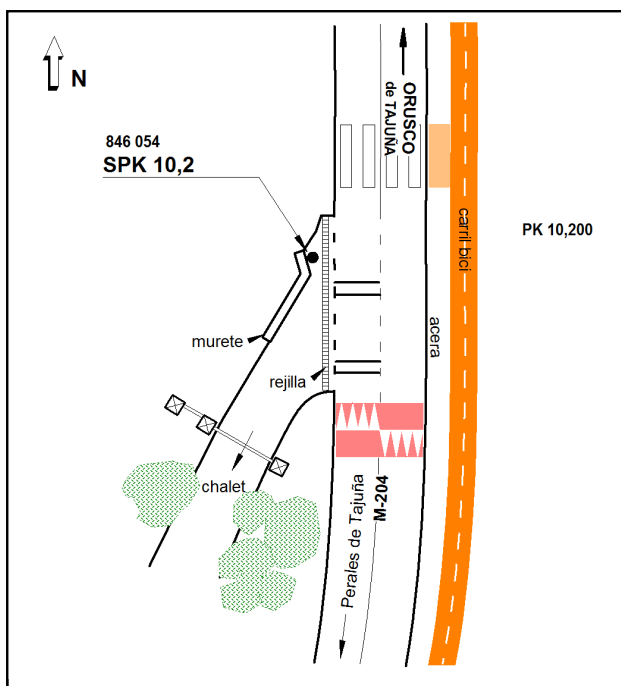 N
ORUSCO
de TAJUÑA
846 054
SPK 10,2
PK 10,200
carril bici
acera
murete
rejilla
chalet
M-204
Perales de Tajuña